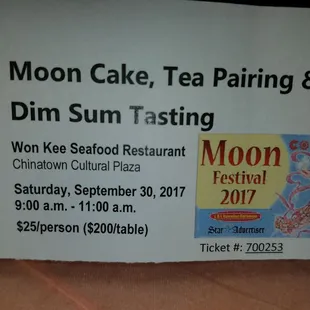 Moon Cake, Tea Pairing &
Dim Sum Tasting
Won Kee Seafood Restaurant
Chinatown Cultural Plaza
Saturday, September 30, 2017
9:00 a.m. - 11:00 a.m.
$25/person ($200/table)
Moon
Festival
2017
Star Advertiser
Ticket #: 700253